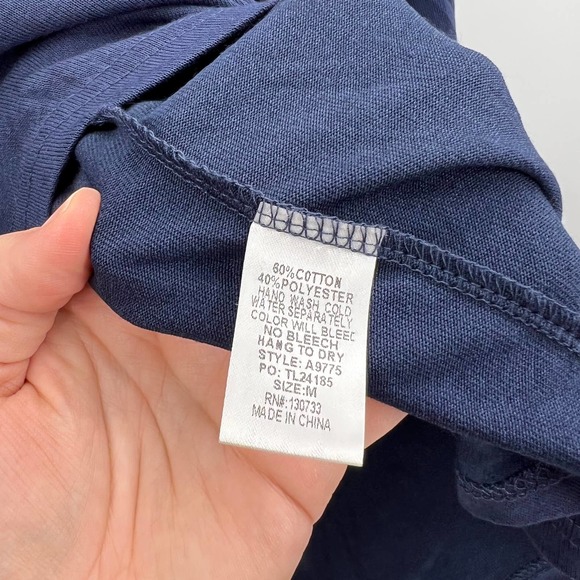 60%COTTON
40%POLYESTER
HAND WASH COLD
WATER SEPARATELY
COLOR WILL BLEED
NO BLEECH
HANG TO DRY
STYLE: A9775
PO: TL24185
SIZE:M
RN#:130733
MADE IN CHINA